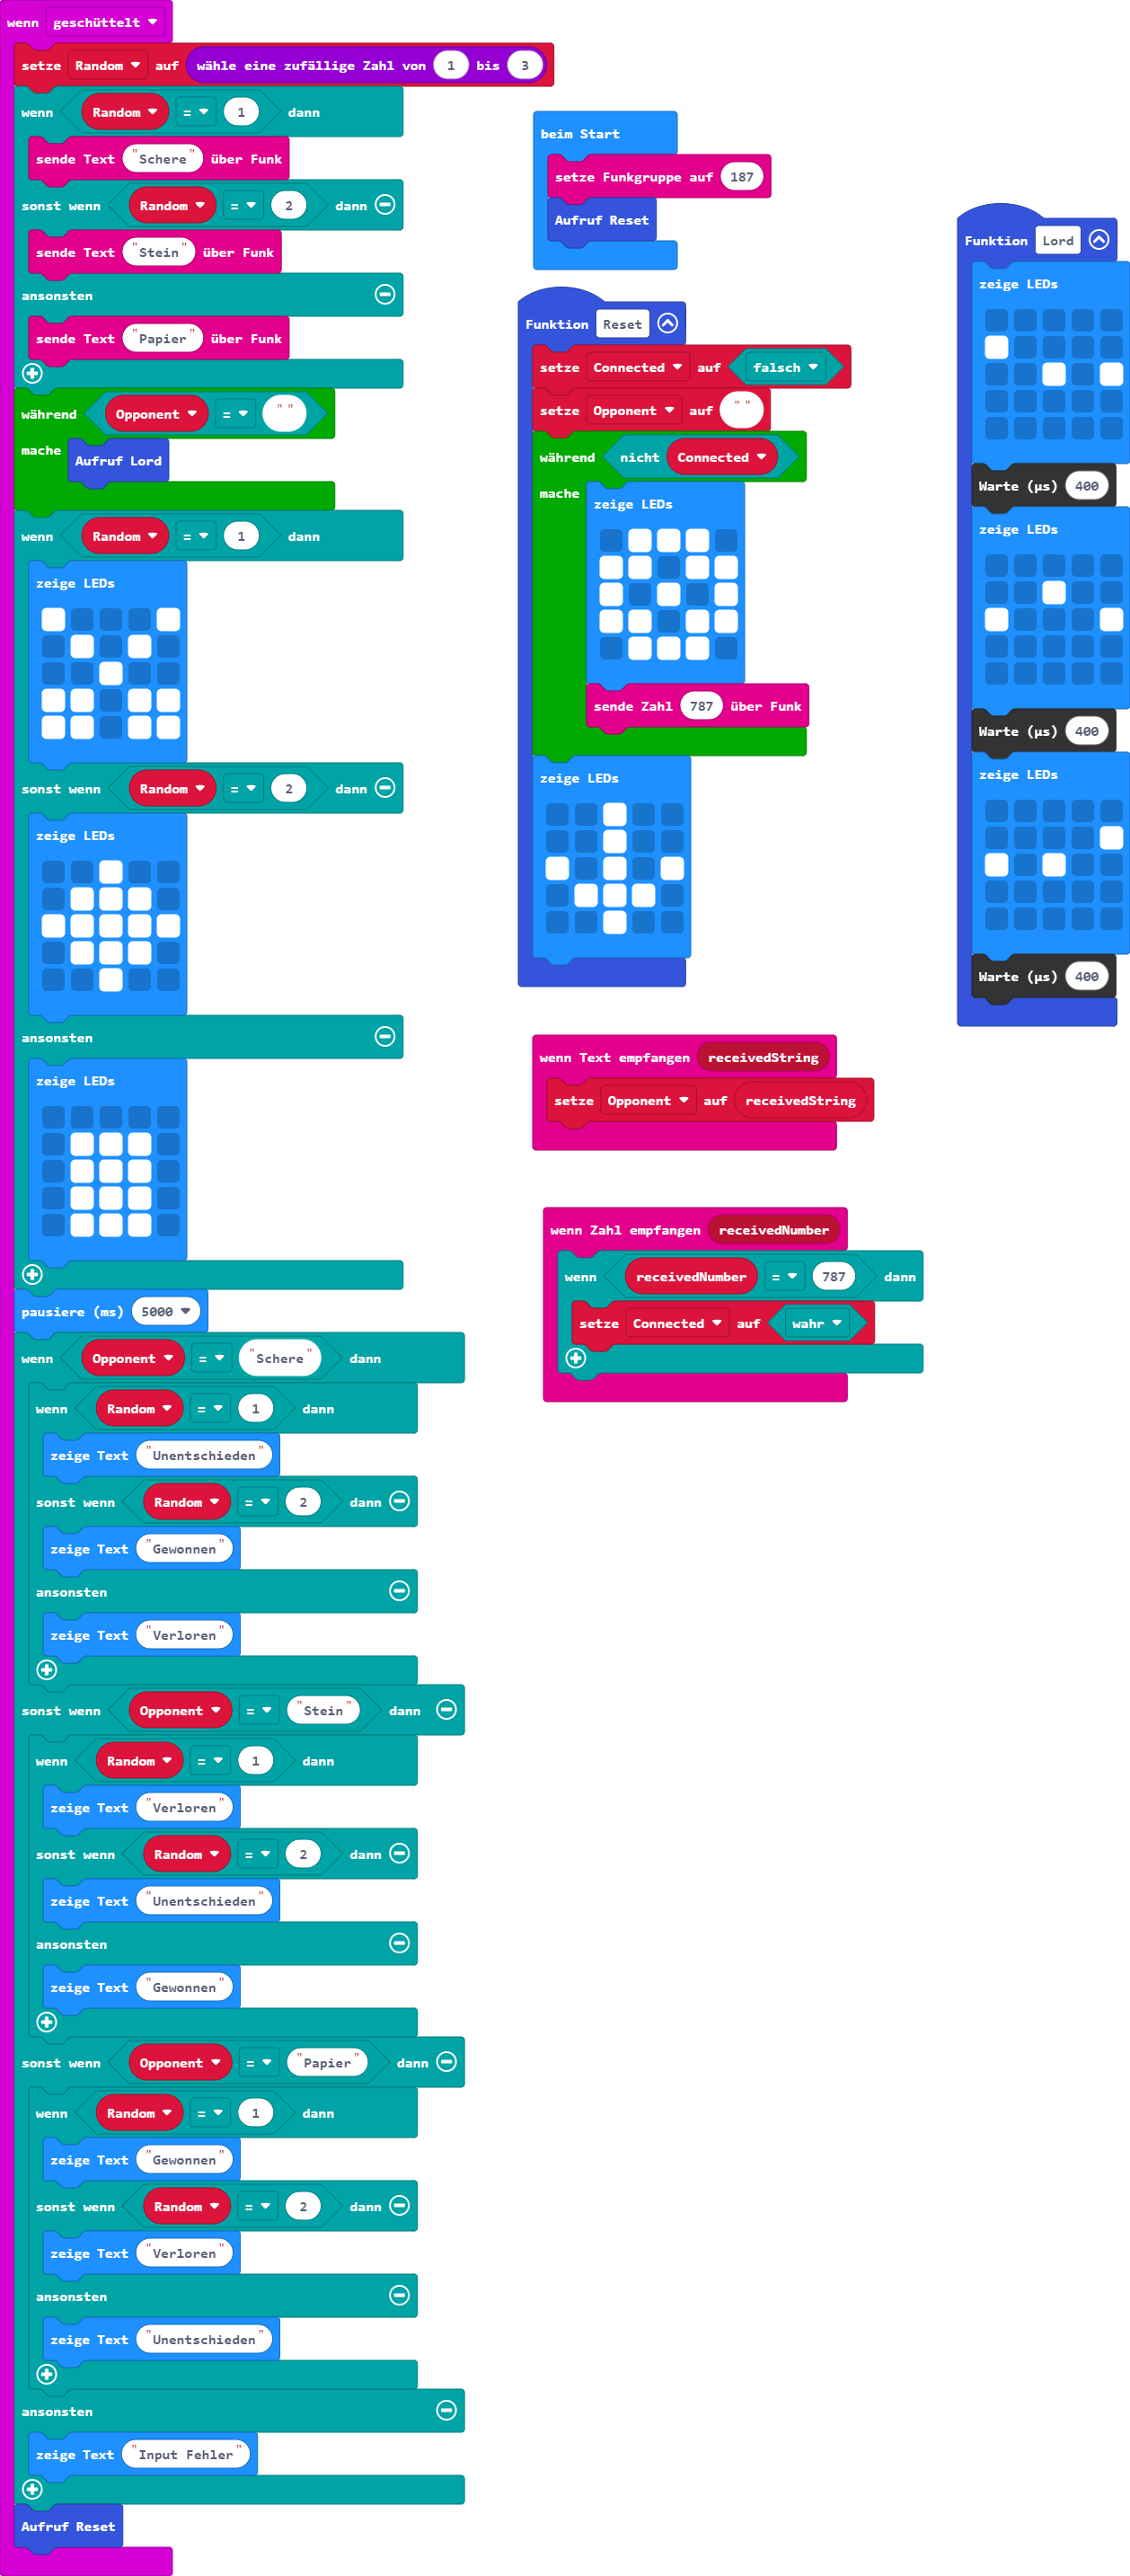 wenn geschüttelt
setze Random auf wähle eine zufällige Zahl von 1 bis 3
wenn Random = 1 dann
sende Text "Schere" über Funk
sonst wenn Random = 2 dann
sende Text "Stein" über Funk
ansonsten
sende Text "Papier" über Funk
während Opponent = ""
mache Aufruf Lord
wenn Random = 1 dann
zeige LEDs
sonst wenn Random = 2 dann
zeige LEDs
ansonsten
zeige LEDs
pausiere (ms) 5000
wenn Opponent = "Schere" dann
wenn Random = 1 dann
zeige Text "Unentschieden"
sonst wenn Random = 2 dann
zeige Text "Gewonnen"
ansonsten
zeige Text "Verloren"
sonst wenn Opponent = "Stein" dann
wenn Random = 1 dann
zeige Text "Verloren"
sonst wenn Random = 2 dann
zeige Text "Unentschieden"
ansonsten
zeige Text "Gewonnen"
sonst wenn Opponent = "Papier" dann
wenn Random = 1 dann
zeige Text "Gewonnen"
sonst wenn Random = 2 dann
zeige Text "Verloren"
ansonsten
zeige Text "Unentschieden"
ansonsten
zeige Text "Input Fehler"
Aufruf Reset
beim Start
setze Funkgruppe auf 187
Aufruf Reset
Funktion Reset
setze Connected auf falsch
setze Opponent auf ""
während nicht Connected
mache zeige LEDs
sende Zahl 787 über Funk
zeige LEDs
wenn Text empfangen receivedString
setze Opponent auf receivedString
wenn Zahl empfangen receivedNumber
wenn receivedNumber = 787 dann
setze Connected auf wahr
Funktion Lord
zeige LEDs
Warte (µs) 400
zeige LEDs
Warte (µs) 400
zeige LEDs
Warte (µs) 400